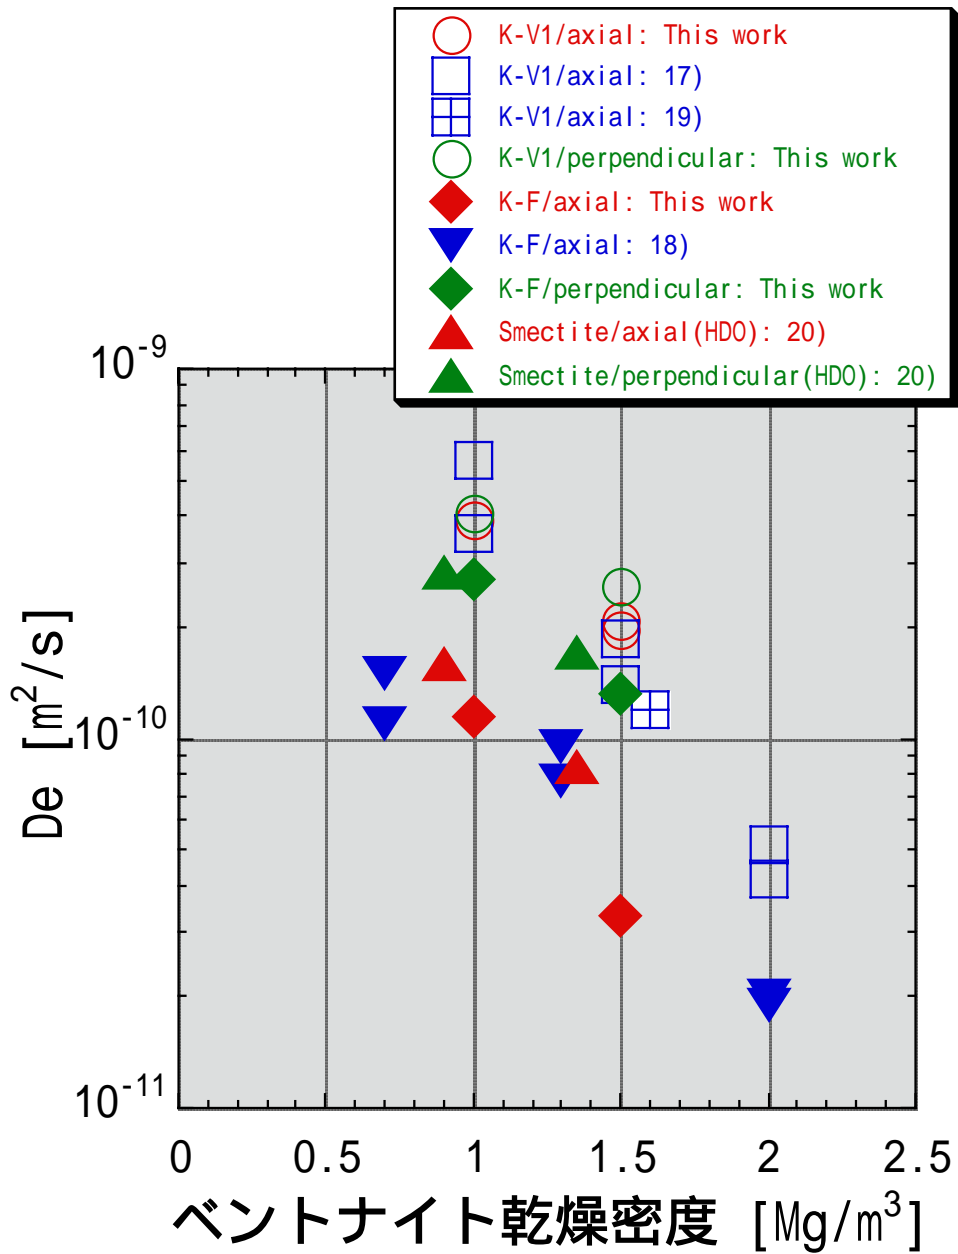 K-V1/axial: This work
K-V1/axial: 17)
K-V1/axial: 19)
K-V1/perpendicular: This work
K-F/axial: This work
K-F/axial: 18)
K-F/perpendicular: This work
Smectite/axial(HDO): 20)
Smectite/perpendicular(HDO): 20)
10⁻⁹
10⁻¹⁰
10⁻¹¹
De [m²/s]
0 0.5 1 1.5 2 2.5
ベントナイト乾燥密度 [Mg/m³]